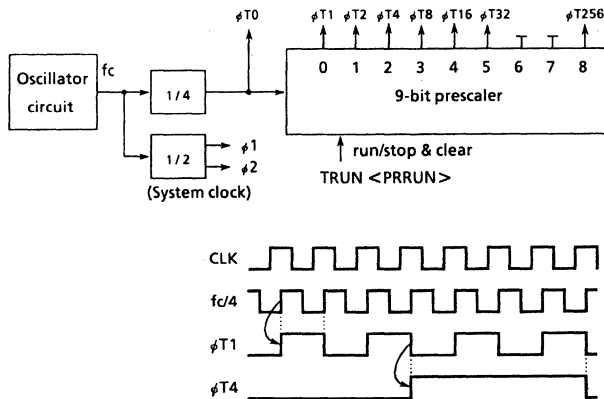 φT0 φT1 φT2 φT4 φT8 φT16 φT32 φT256
Oscillator circuit
fc
1/4
0 1 2 3 4 5 6 7 8
9-bit prescaler
1/2
φ1
φ2
(System clock)
run/stop & clear
TRUN <PRRUN>
CLK
fc/4
φT1
φT4